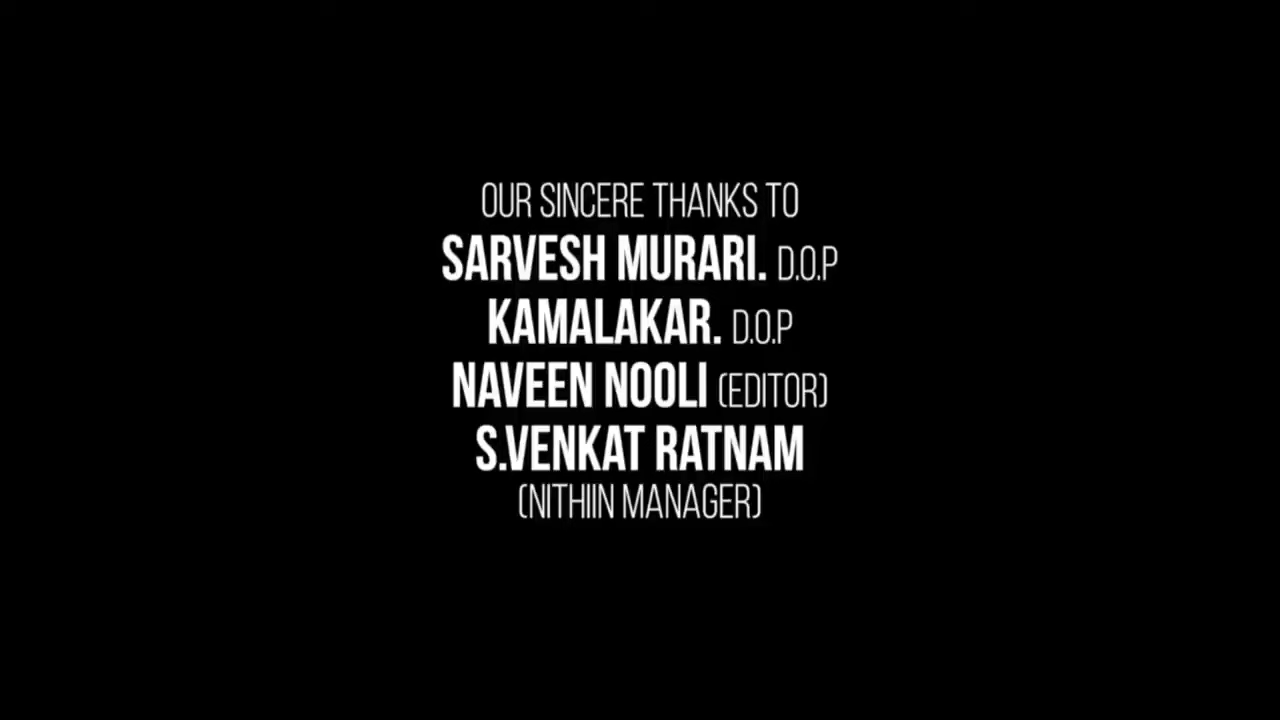 OUR SINCERE THANKS TO
SARVESH MURARI. D.O.P
KAMALAKAR. D.O.P
NAVEEN NOOLI (EDITOR)
S.VENKAT RATNAM
(NITHIIN MANAGER)